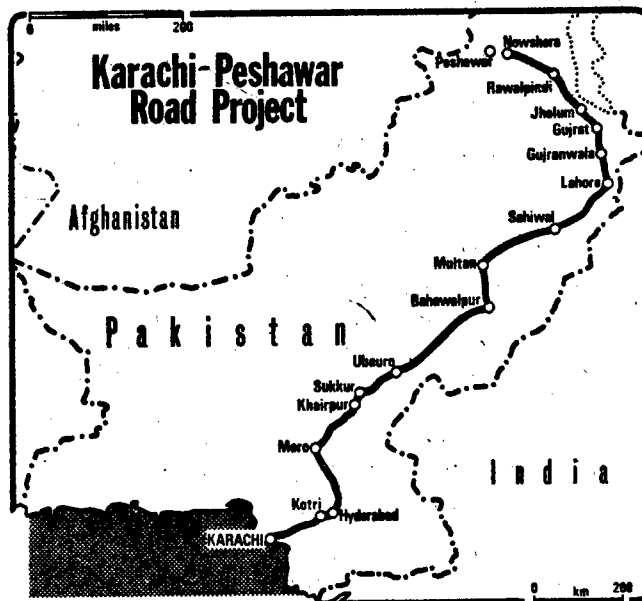 0 200
miles
Karachi-Peshawar
Road Project
Nowshera
Peshawar
Rawalpindi
Jhelum
Gujrat
Gujranwala
Lahore
Afghanistan
Sahiwal
Multan
Bahawalpur
Pakistan
Ubauro
Sukkur
Khairpur
Moro
India
Kotri
Hyderabad
KARACHI
0 km 200